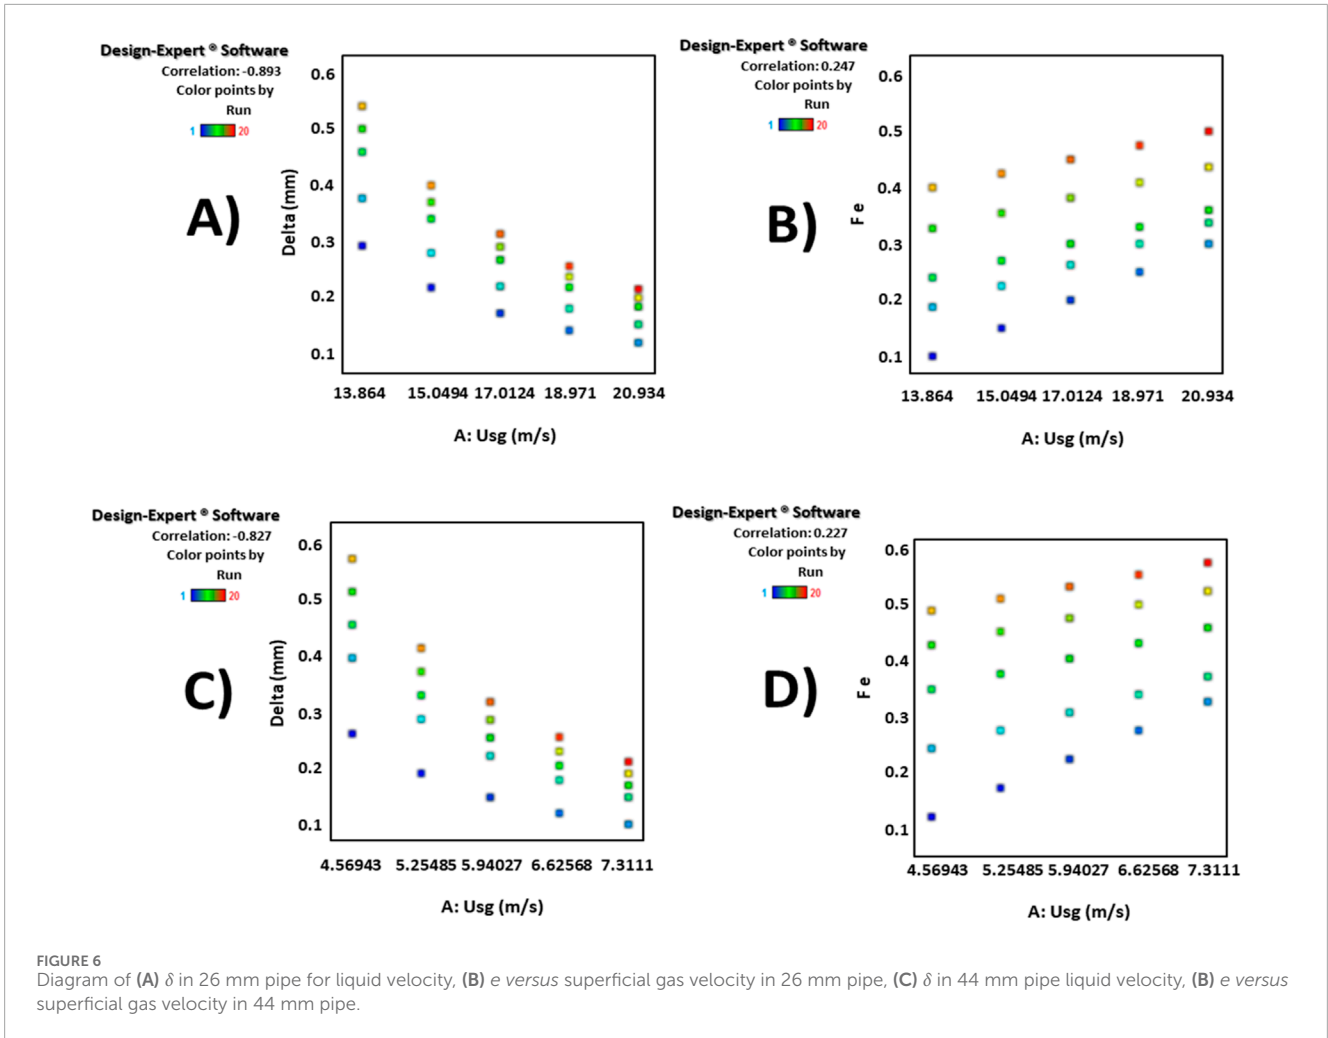 Design-Expert ® Software
Correlation: -0.893
Color points by
Run
1 20
A)
Delta (mm)
0.6
0.5
0.4
0.3
0.2
0.1
13.864 15.0494 17.0124 18.971 20.934
A: Usg (m/s)
Design-Expert ® Software
Correlation: 0.247
Color points by
Run
1 20
B)
Fe
0.6
0.5
0.4
0.3
0.2
0.1
13.864 15.0494 17.0124 18.971 20.934
A: Usg (m/s)
Design-Expert ® Software
Correlation: -0.827
Color points by
Run
1 20
C)
Delta (mm)
0.6
0.5
0.4
0.3
0.2
0.1
4.56943 5.25485 5.94027 6.62568 7.3111
A: Usg (m/s)
Design-Expert ® Software
Correlation: 0.227
Color points by
Run
1 20
D)
Fe
0.6
0.5
0.4
0.3
0.2
0.1
4.56943 5.25485 5.94027 6.62568 7.3111
A: Usg (m/s)
FIGURE 6
Diagram of (A) δ in 26 mm pipe for liquid velocity, (B) e versus superficial gas velocity in 26 mm pipe, (C) δ in 44 mm pipe liquid velocity, (B) e versus
superficial gas velocity in 44 mm pipe.